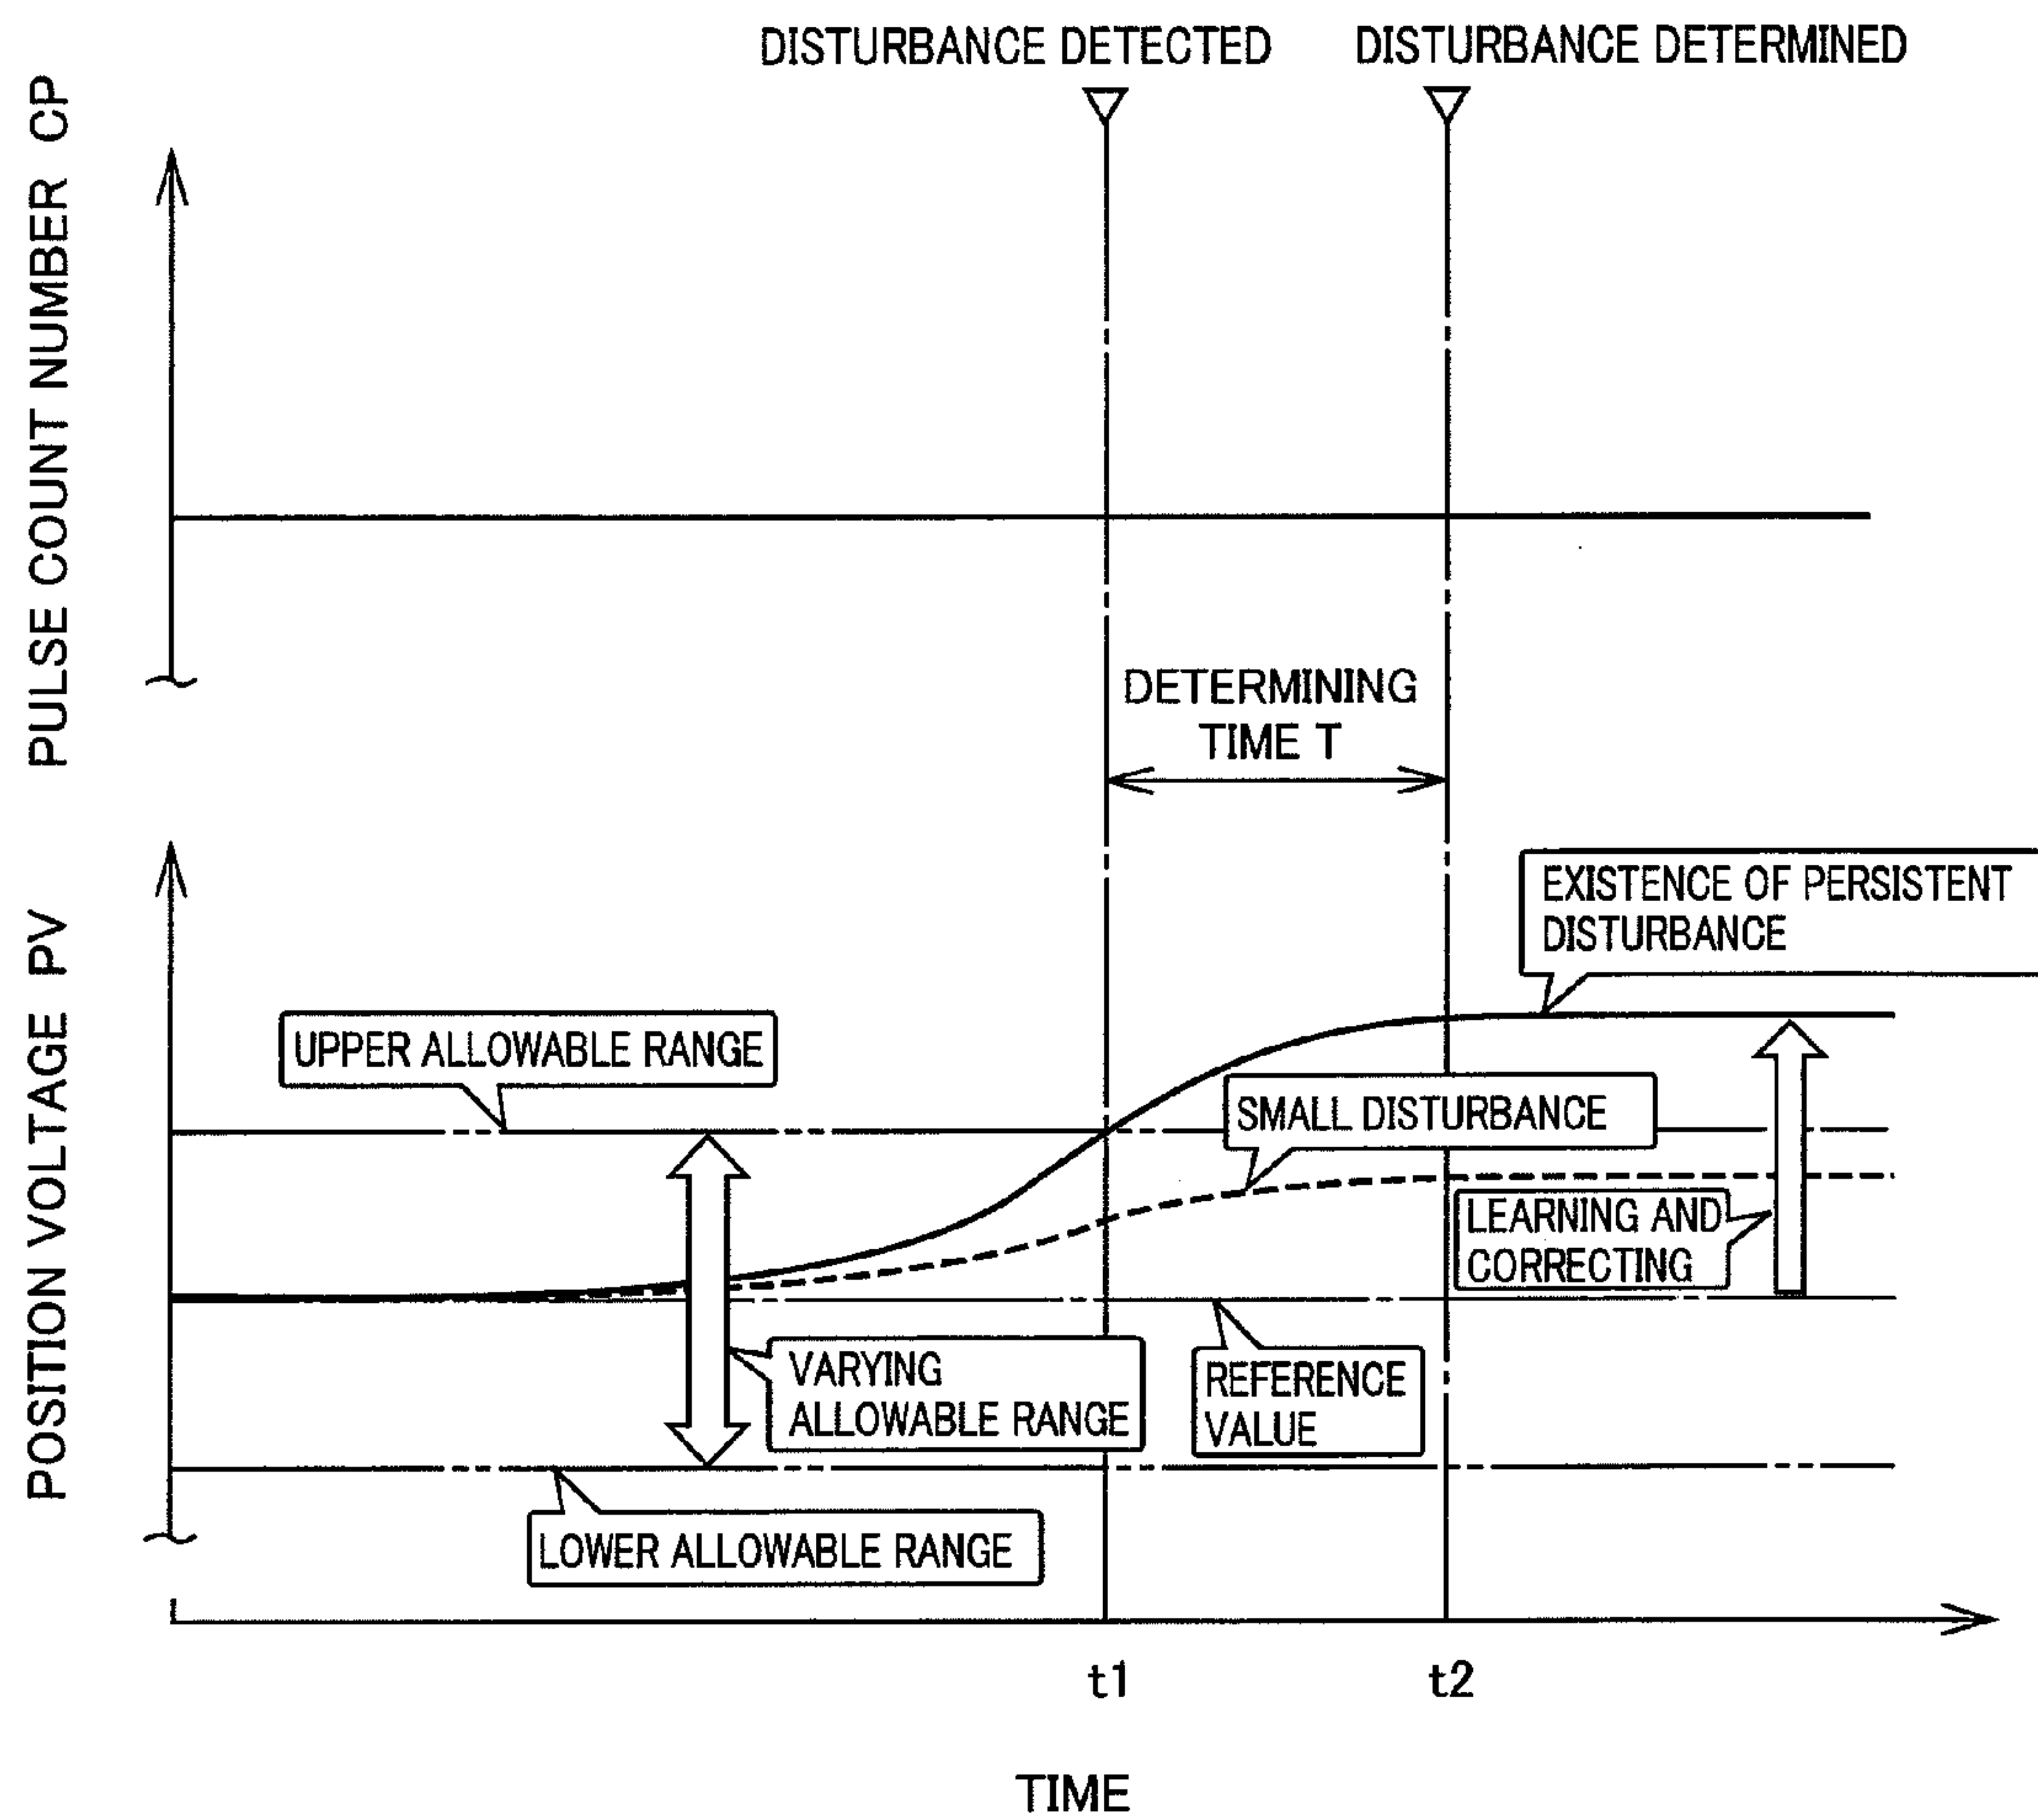 DISTURBANCE DETECTED
DISTURBANCE DETERMINED
PULSE COUNT NUMBER CP
DETERMINING
TIME T
POSITION VOLTAGE PV
EXISTENCE OF PERSISTENT
DISTURBANCE
UPPER ALLOWABLE RANGE
SMALL DISTURBANCE
LEARNING AND
CORRECTING
VARYING
ALLOWABLE RANGE
REFERENCE
VALUE
LOWER ALLOWABLE RANGE
t1
t2
TIME